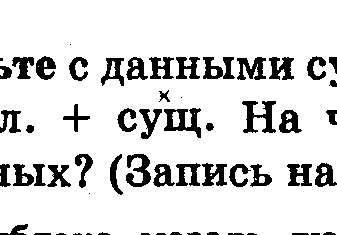 ьте с данными су
л. + сущ. На ч
ных? (Запись на